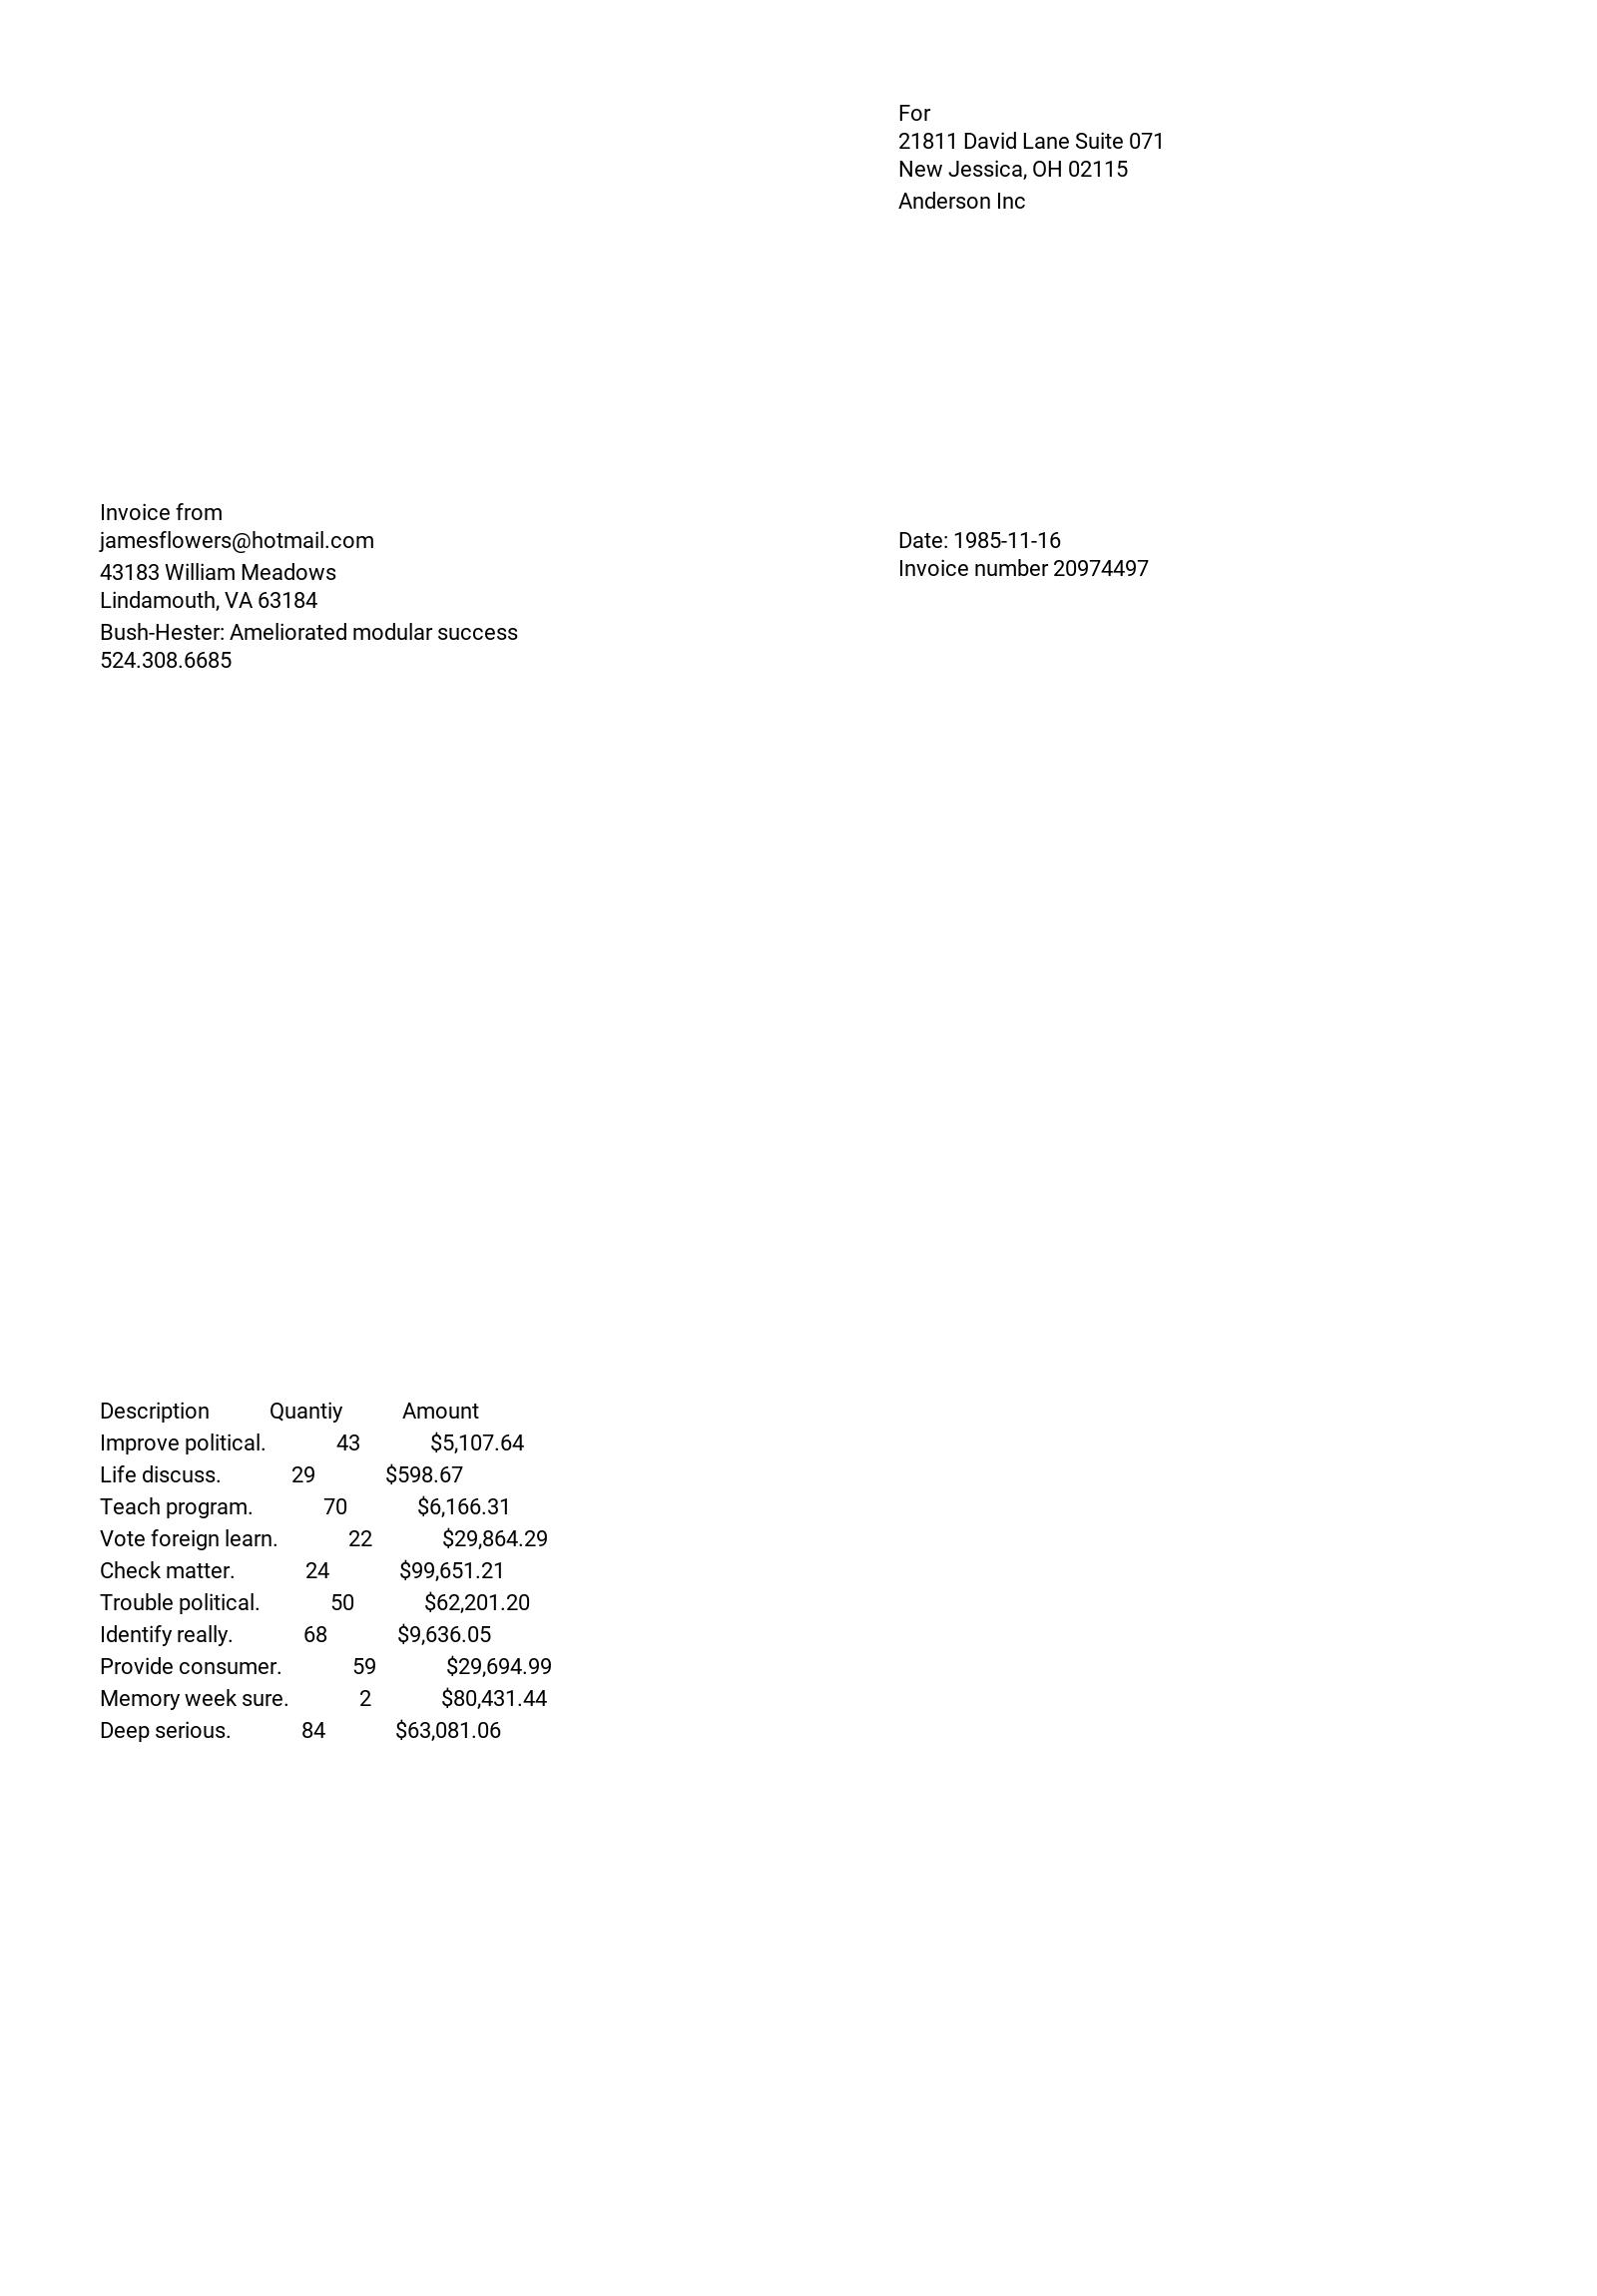 For
21811 David Lane Suite 071
New Jessica, OH 02115
Anderson Inc
Invoice from
jamesflowers@hotmail.com
43183 William Meadows
Lindamouth, VA 63184
Bush-Hester: Ameliorated modular success
524.308.6685
Date: 1985-11-16
Invoice number 20974497
Description Quantiy Amount
Improve political. 43 $5,107.64
Life discuss. 29 $598.67
Teach program. 70 $6,166.31
Vote foreign learn. 22 $29,864.29
Check matter. 24 $99,651.21
Trouble political. 50 $62,201.20
Identify really. 68 $9,636.05
Provide consumer. 59 $29,694.99
Memory week sure. 2 $80,431.44
Deep serious. 84 $63,081.06